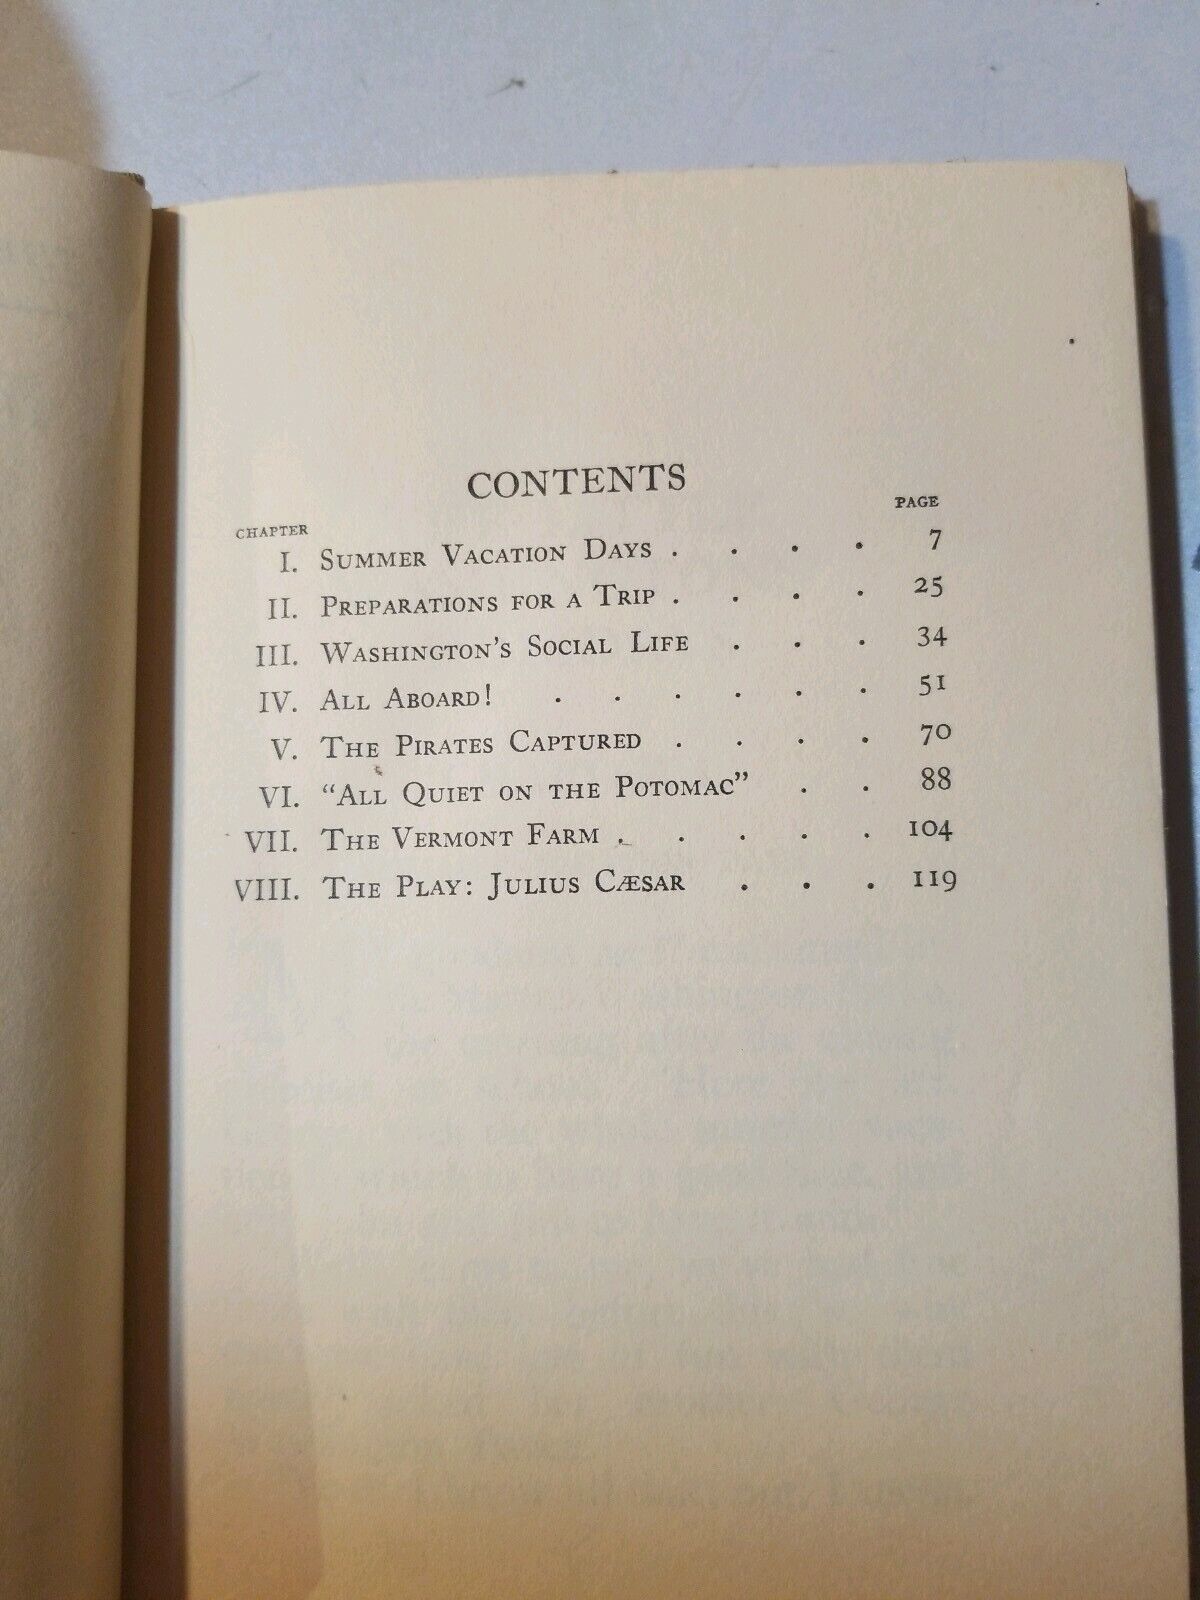 CONTENTS
CHAPTER PAGE
I. SUMMER VACATION DAYS . . . . 7
II. PREPARATIONS FOR A TRIP . . . . 25
III. WASHINGTON'S SOCIAL LIFE . . . 34
IV. ALL ABOARD! . . . . . . 51
V. THE PIRATES CAPTURED . . . . 70
VI. "ALL QUIET ON THE POTOMAC" . . 88
VII. THE VERMONT FARM . . . . . 104
VIII. THE PLAY: JULIUS CÆSAR . . . 119